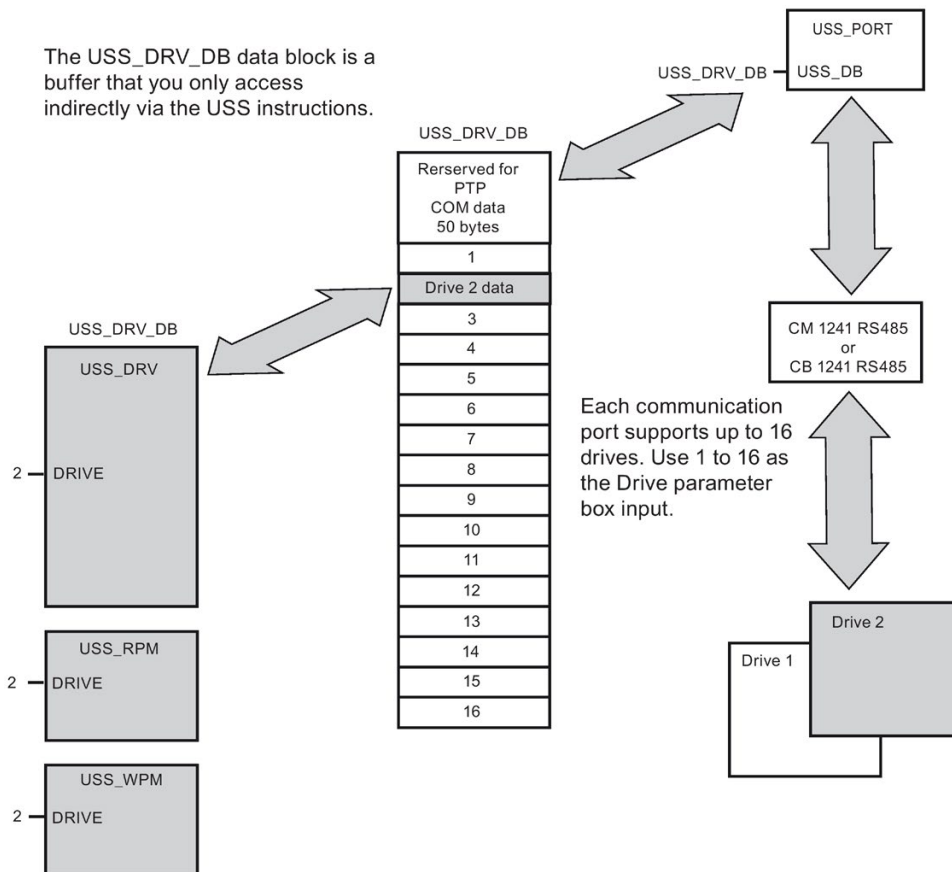 The USS_DRV_DB data block is a
buffer that you only access
indirectly via the USS instructions.
USS_PORT
USS_DRV_DB
USS_DB
USS_DRV_DB
Rerserved for
PTP
COM data
50 bytes
1
Drive 2 data
3
4
5
6
7
8
9
10
11
12
13
14
15
16
USS_DRV_DB
USS_DRV
2 DRIVE
USS_RPM
2 DRIVE
USS_WPM
2 DRIVE
CM 1241 RS485
or
CB 1241 RS485
Each communication
port supports up to 16
drives. Use 1 to 16 as
the Drive parameter
box input.
Drive 2
Drive 1